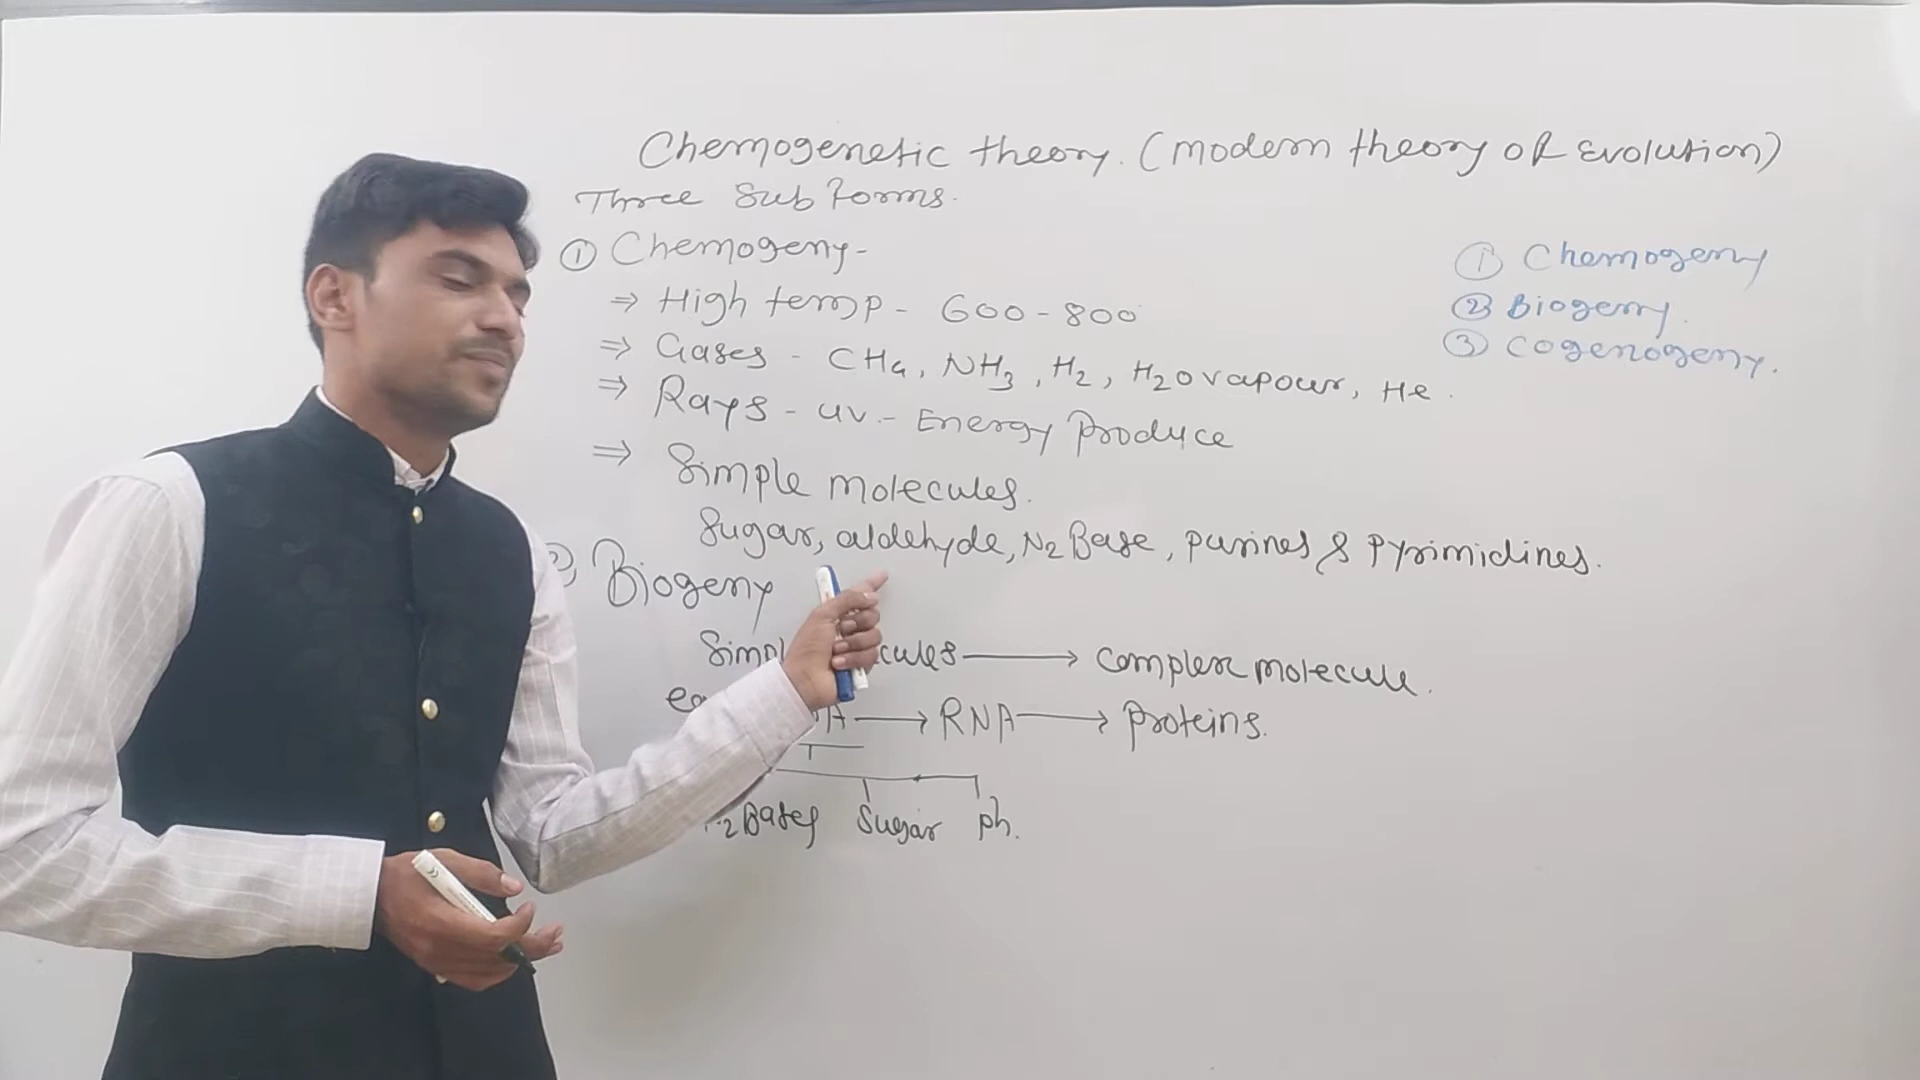 Chemogenetic theory. (modern theory of Evolution)
Three Sub forms.
① Chemogeny-
⇒ High temp - 600-800
⇒ Gases - CH4, NH3, H2, H2O vapour, He.
⇒ Rays - uv. - Energy Produce
⇒ Simple molecules.
Sugar, aldehyde, N2 Base, purines & Pyrimidines.
Biogeny
→ complex molecule.
→ RNA → Proteins.
Bases Sugar ph.
① Chemogeny
② Biogeny.
③ Cogenogeny.